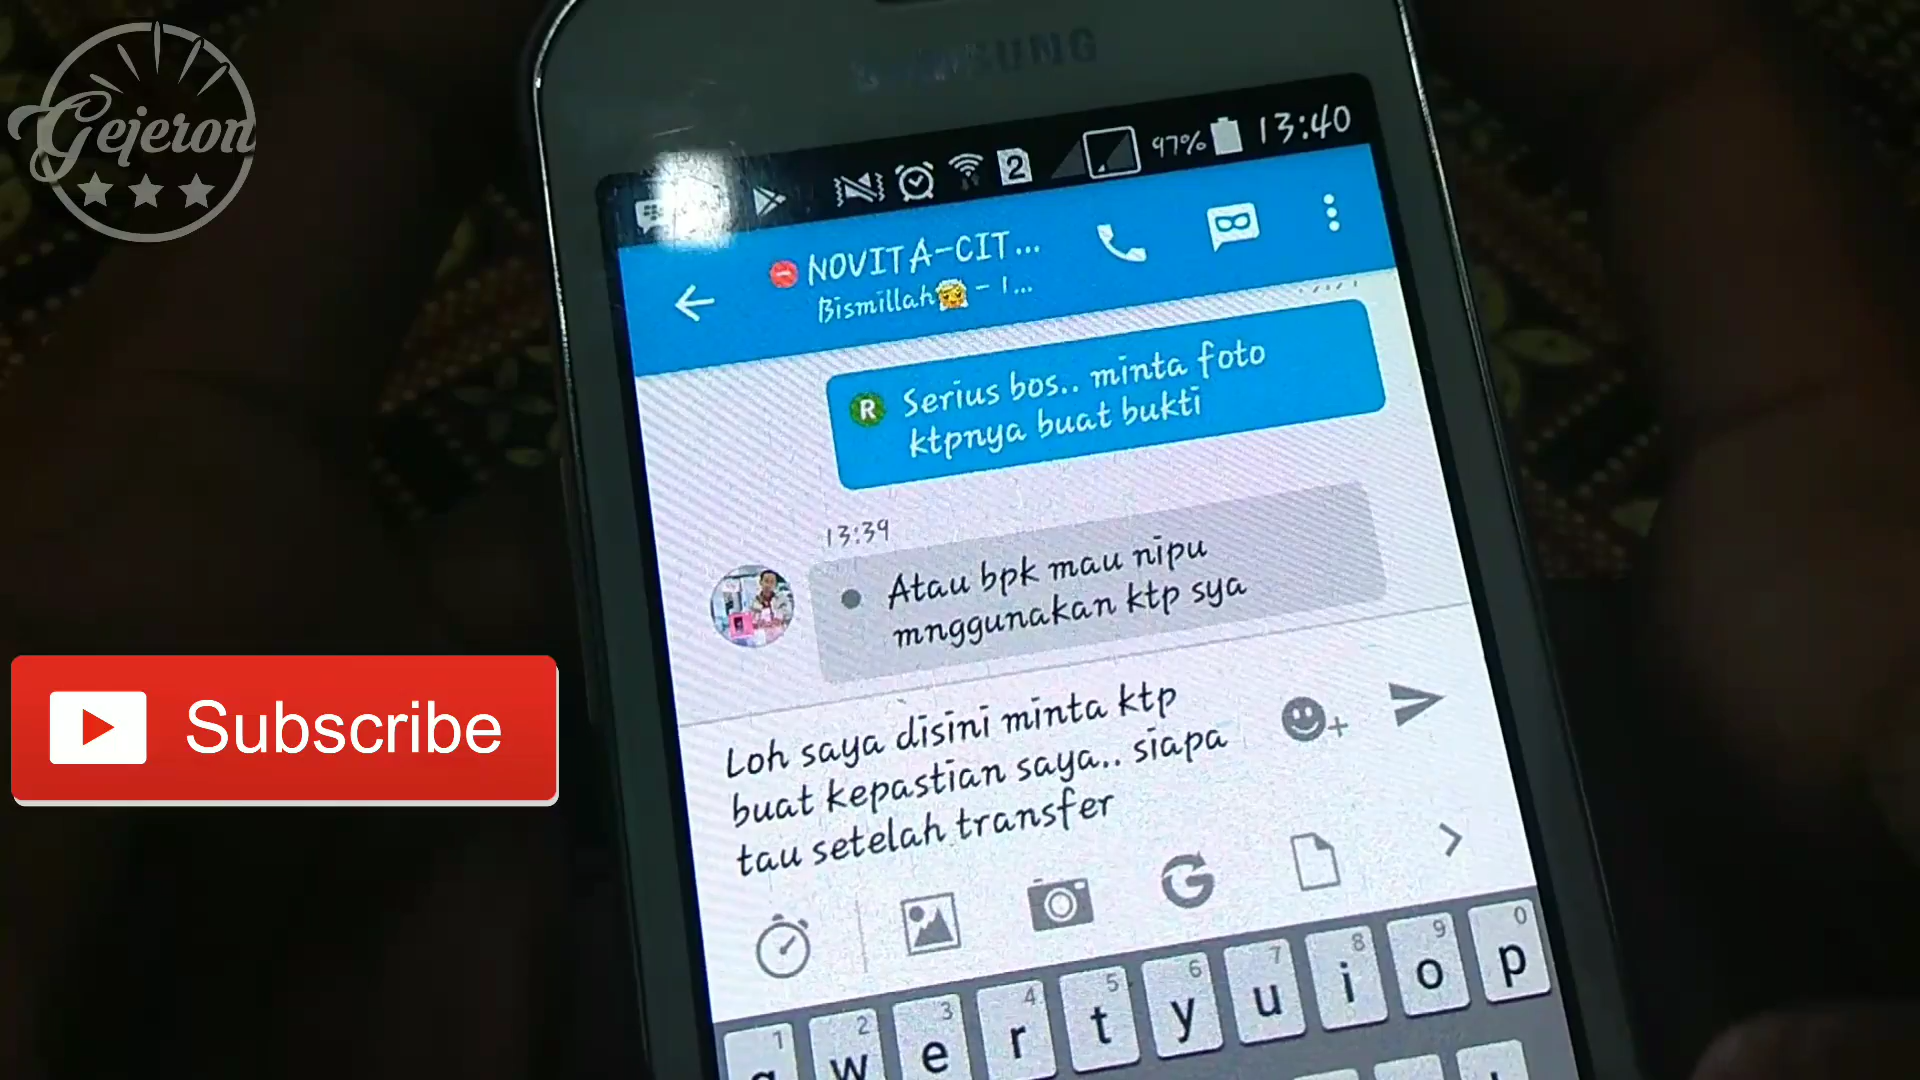 Gejeron
SAMSUNG
2
97%
13:40
NOVITA-CIT...
Bismillah - I...
R
Serius bos.. minta foto
ktpnya buat bukti
13:39
Atau bpk mau nipu
mnggunakan ktp sya
Subscribe
Loh saya disini minta ktp
buat kepastian saya.. siapa
tau setelah transfer
1 2 3 4 5 6 7 8 9 0
q w e r t y u i o p